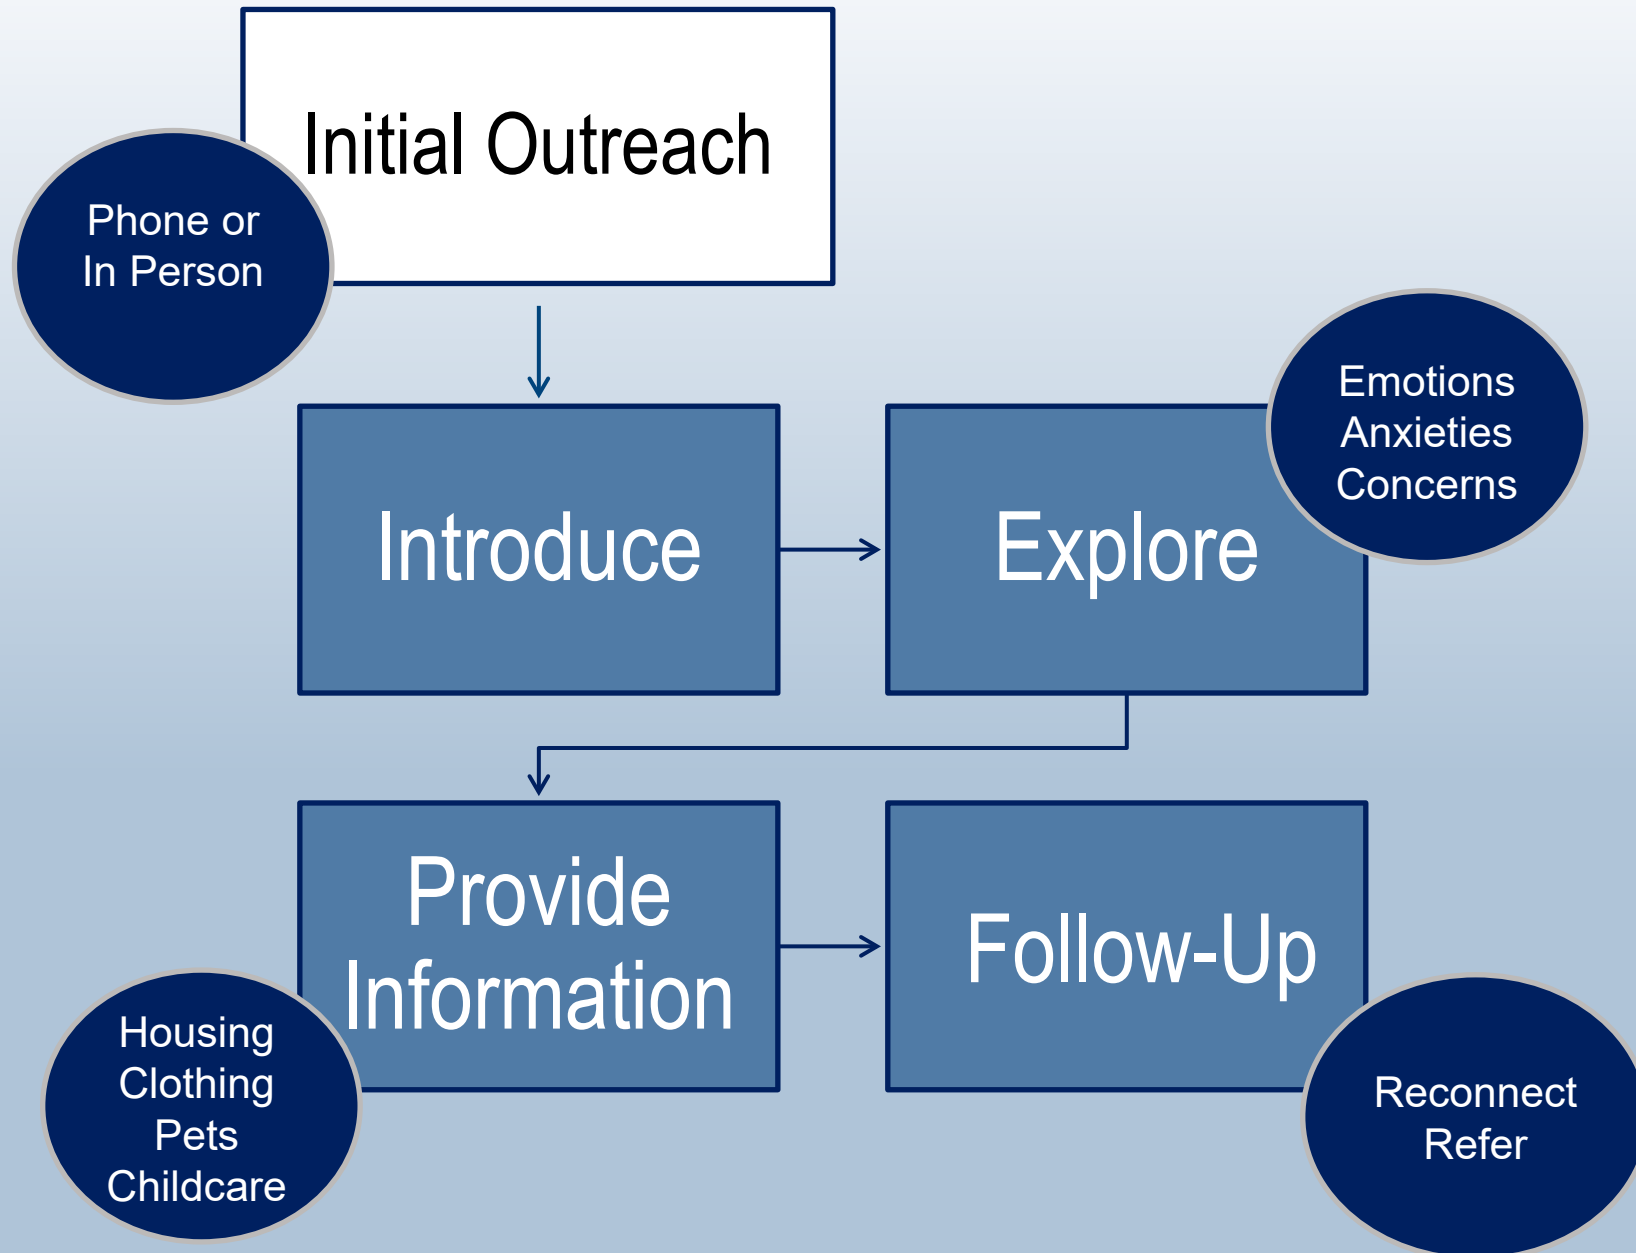 Initial Outreach
Phone or
In Person
Introduce
Explore
Emotions
Anxieties
Concerns
Provide
Information
Housing
Clothing
Pets
Childcare
Follow-Up
Reconnect
Refer